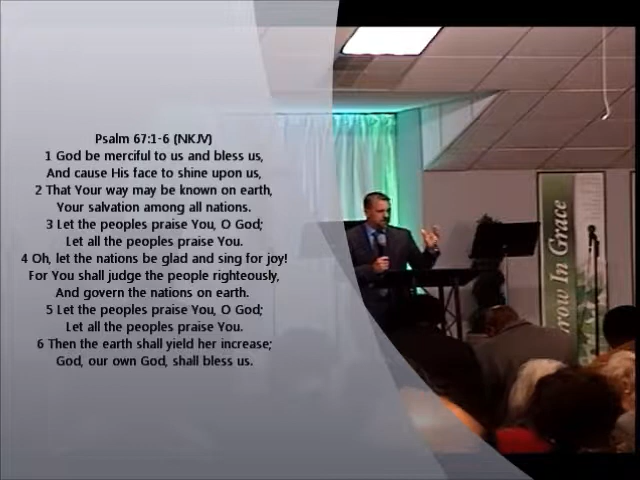 Psalm 67:1-6 (NKJV)
1 God be merciful to us and bless us,
And cause His face to shine upon us,
2 That Your way may be known on earth,
Your salvation among all nations.
3 Let the peoples praise You, O God;
Let all the peoples praise You.
4 Oh, let the nations be glad and sing for joy!
For You shall judge the people righteously,
And govern the nations on earth.
5 Let the peoples praise You, O God;
Let all the peoples praise You.
6 Then the earth shall yield her increase;
God, our own God, shall bless us.
row In Grace